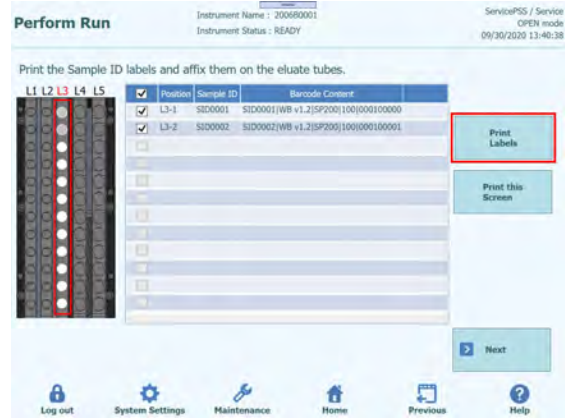 Perform Run
Instrument Name : 2006B0001
Instrument Status : READY
ServicePSS / Service
OPEN mode
09/30/2020 13:40:38
Print the Sample ID labels and affix them on the eluate tubes.
L1 L2 L3 L4 L5
Position Sample ID Barcode Content
L3-1 SID0001 SID0001|WB v1.2|SP200|100|000100000
L3-2 SID0002 SID0002|WB v1.2|SP200|100|000100001
Print
Labels
Print this
Screen
Next
Log out System Settings Maintenance Home Previous Help